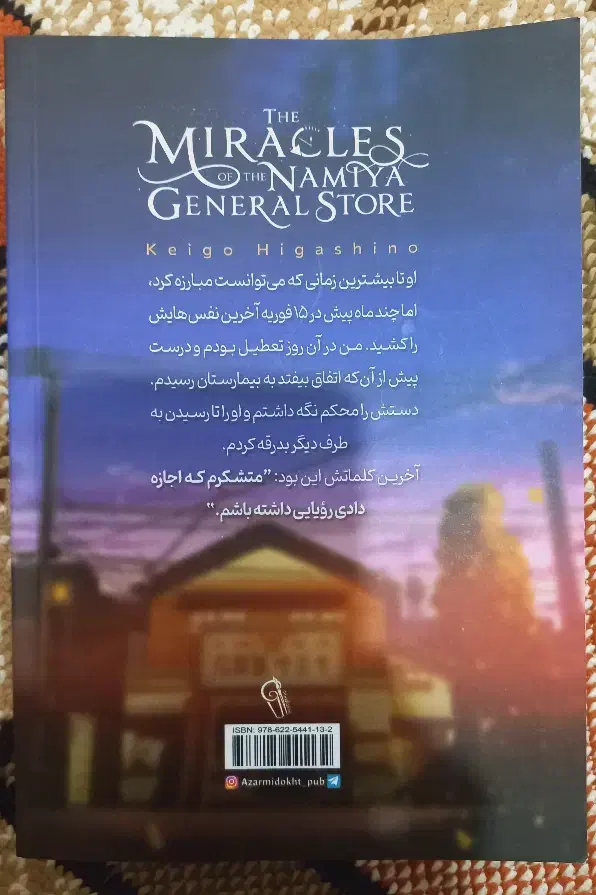 THE
MIRACLES
OF THE NAMIYA
GENERAL STORE
Keigo Higashino
او تا بیشترین زمانی که می‌توانست مبارزه کرد،
اما چند ماه پیش در ۱۵ فوریه آخرین نفس‌هایش
را کشید. من در آن روز تعطیل بودم و درست
پیش از آن‌که اتفاق بیفتد به بیمارستان رسیدم.
دستش را محکم نگه داشتم و او را تا رسیدن به
طرف دیگر بدرقه کردم.
آخرین کلماتش این بود: "متشکرم که اجازه
دادی رؤیایی داشته باشم."
ISBN: 978-622-5441-13-2
Azarmidokht_pub